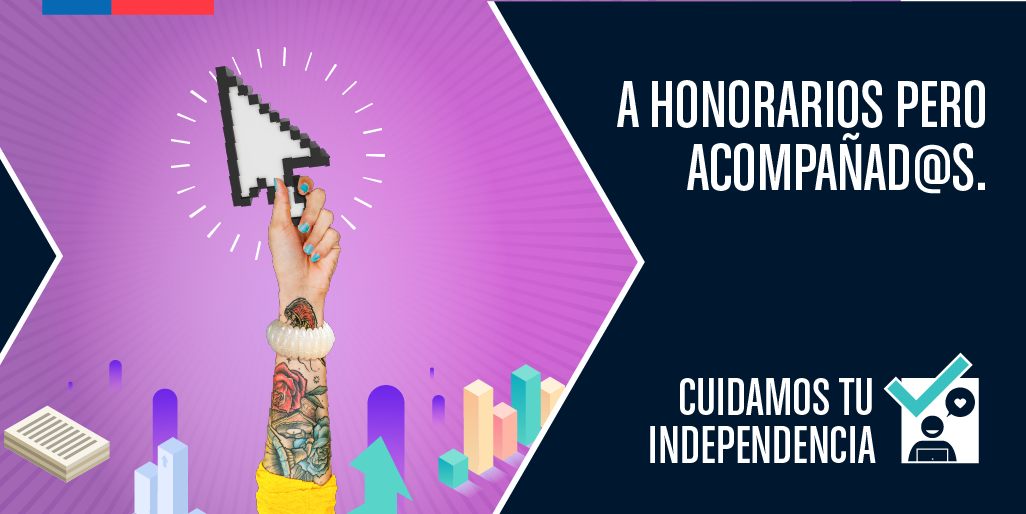 A HONORARIOS PERO
ACOMPAÑAD@S.
CUIDAMOS TU
INDEPENDENCIA